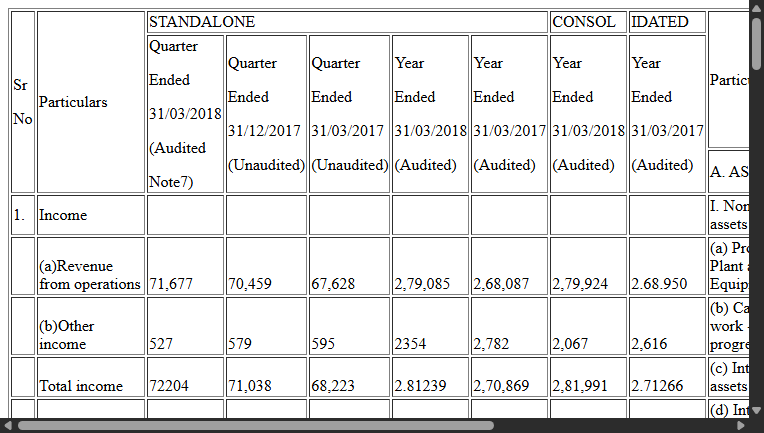 STANDALONE CONSOL IDATED
Sr No Particulars Quarter Ended 31/03/2018 (Audited Note7) Quarter Ended 31/12/2017 (Unaudited) Quarter Ended 31/03/2017 (Unaudited) Year Ended 31/03/2018 (Audited) Year Ended 31/03/2017 (Audited) Year Ended 31/03/2018 (Audited) Year Ended 31/03/2017 (Audited)
A. AS
1. Income I. Non assets
(a)Revenue from operations 71,677 70,459 67,628 2,79,085 2,68,087 2,79,924 2.68.950 (a) Pro Plant Equip
(b)Other income 527 579 595 2354 2,782 2,067 2,616 (b) Ca work progre
Total income 72204 71,038 68,223 2.81239 2,70,869 2,81,991 2.71266 (c) Int assets
(d) Int